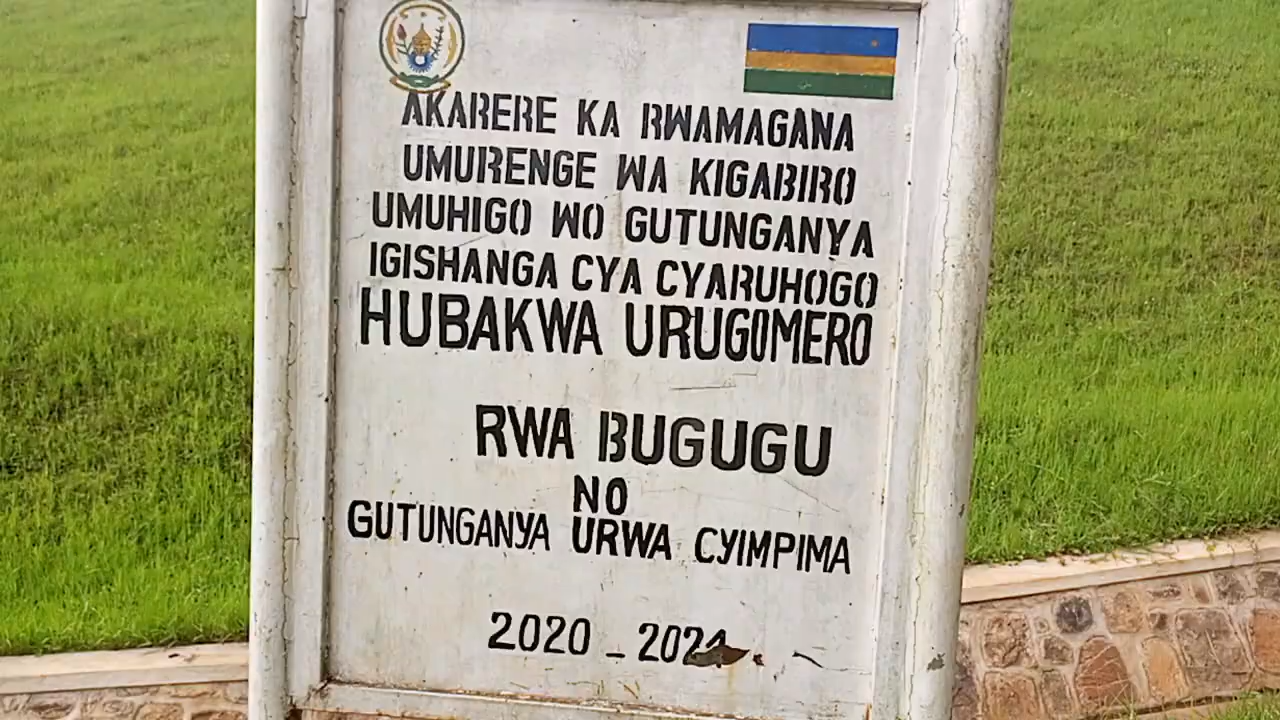 AKARERE KA RWAMAGANA
UMURENGE WA KIGABIRO
UMUHIGO WO GUTUNGANYA
IGISHANGA CYA CYARUHOGO
HUBAKWA URUGOMERO
RWA BUGUGU
NO
GUTUNGANYA URWA CYIMPIMA
2020 _